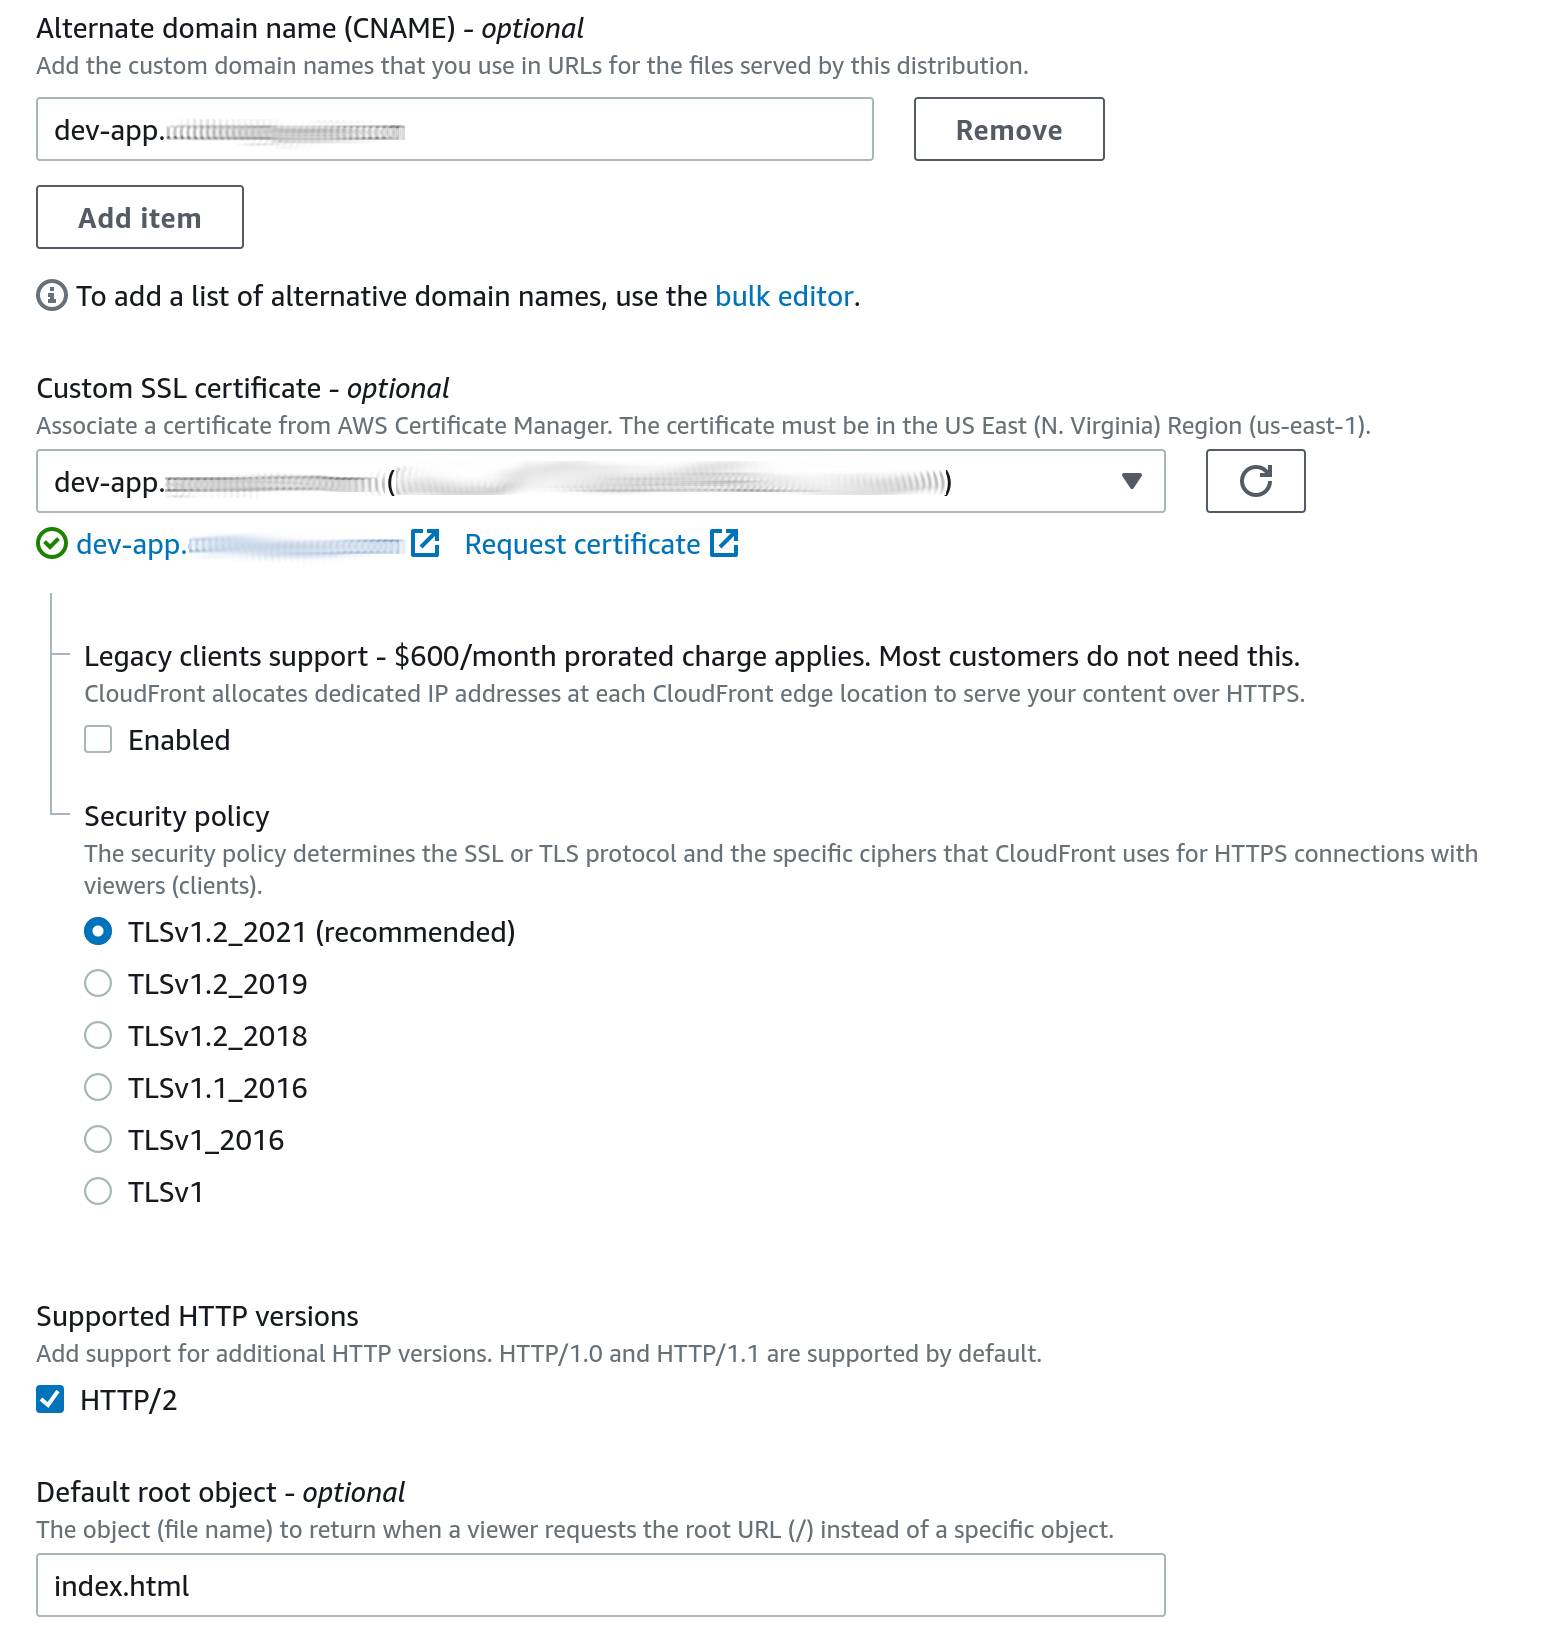 Alternate domain name (CNAME) - optional
Add the custom domain names that you use in URLs for the files served by this distribution.
dev-app.
Remove
Add item
To add a list of alternative domain names, use the bulk editor.
Custom SSL certificate - optional
Associate a certificate from AWS Certificate Manager. The certificate must be in the US East (N. Virginia) Region (us-east-1).
dev-app. ( )
dev-app. Request certificate
Legacy clients support - $600/month prorated charge applies. Most customers do not need this.
CloudFront allocates dedicated IP addresses at each CloudFront edge location to serve your content over HTTPS.
Enabled
Security policy
The security policy determines the SSL or TLS protocol and the specific ciphers that CloudFront uses for HTTPS connections with
viewers (clients).
TLSv1.2_2021 (recommended)
TLSv1.2_2019
TLSv1.2_2018
TLSv1.1_2016
TLSv1_2016
TLSv1
Supported HTTP versions
Add support for additional HTTP versions. HTTP/1.0 and HTTP/1.1 are supported by default.
HTTP/2
Default root object - optional
The object (file name) to return when a viewer requests the root URL (/) instead of a specific object.
index.html